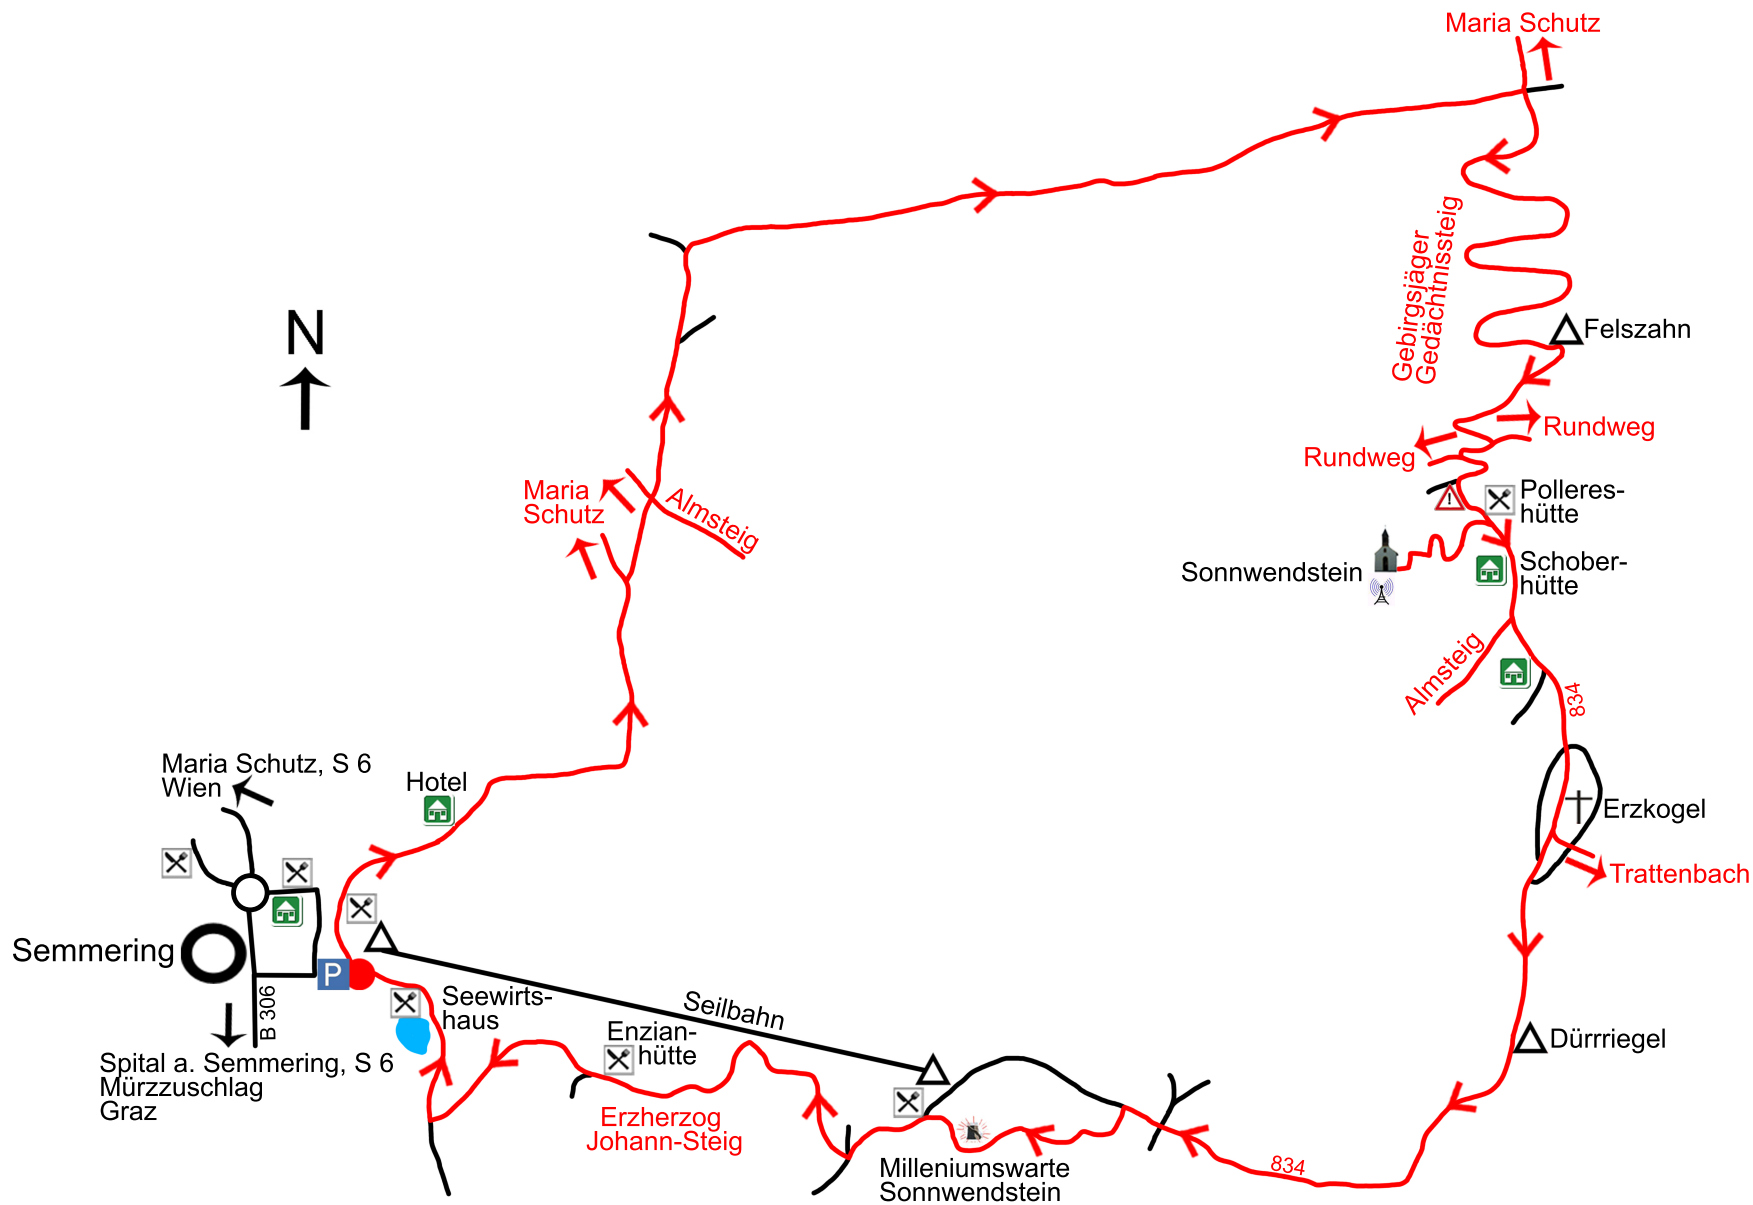 Maria Schutz
Gebirgsjäger
Gedächtnissteig
N
Felszahn
Rundweg
Rundweg
Maria
Schutz
Almsteig
Polleres-
hütte
Sonnwendstein
Schober-
hütte
Almsteig
834
Maria Schutz, S 6
Wien
Hotel
Erzkogel
Trattenbach
Semmering
P
B 306
Seewirts-
haus
Seilbahn
Enzian-
hütte
Dürrriegel
Spital a. Semmering, S 6
Mürzzuschlag
Graz
Erzherzog
Johann-Steig
Milleniumswarte
Sonnwendstein
834